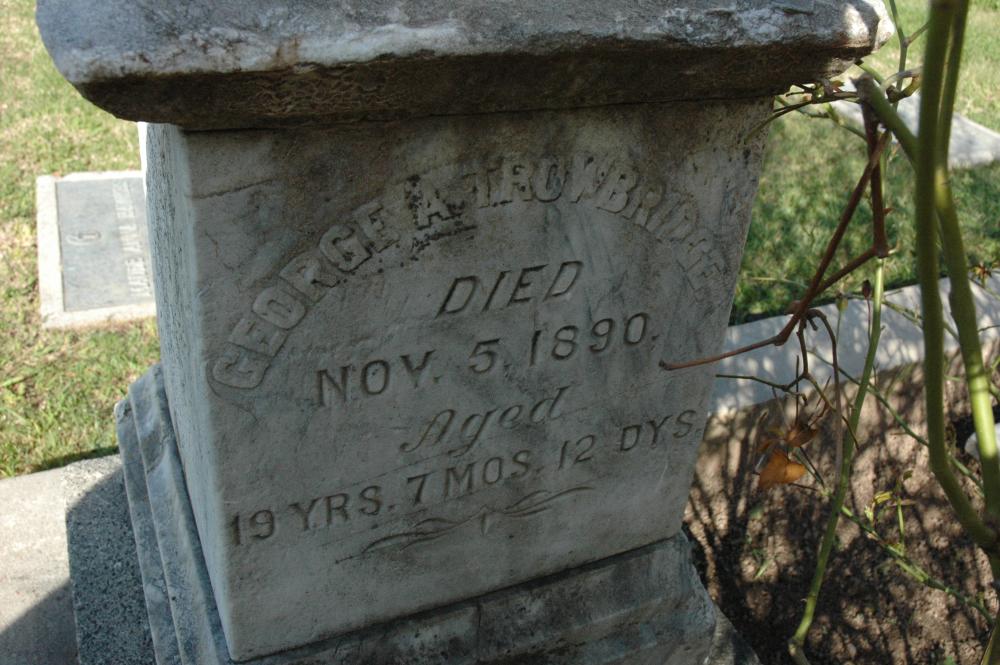 GEORGE A. TROWBRIDGE
DIED
NOV. 5, 1890.
Aged
19 YRS. 7 MOS. 12 DYS.